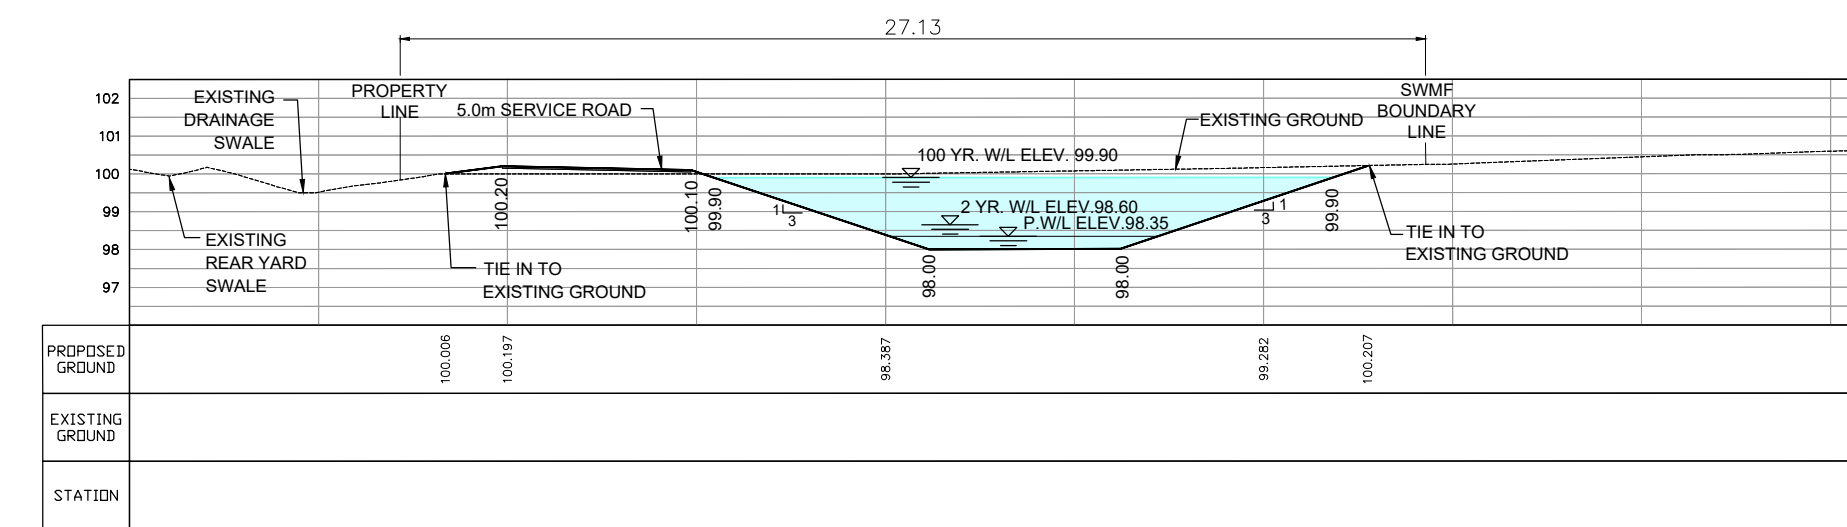 27.13
102
101
100
99
98
97
EXISTING
DRAINAGE
SWALE
PROPERTY
LINE
5.0m SERVICE ROAD
100 YR. W/L ELEV. 99.90
EXISTING GROUND
SWMF
BOUNDARY
LINE
EXISTING
REAR YARD
SWALE
TIE IN TO
EXISTING GROUND
100.20
100.10
99.90
1
3
2 YR. W/L ELEV.98.60
P.W/L ELEV.98.35
98.00
98.00
1
3
99.90
TIE IN TO
EXISTING GROUND
PROPOSED
GROUND
100.006
100.197
98.387
99.282
100.207
EXISTING
GROUND
STATION